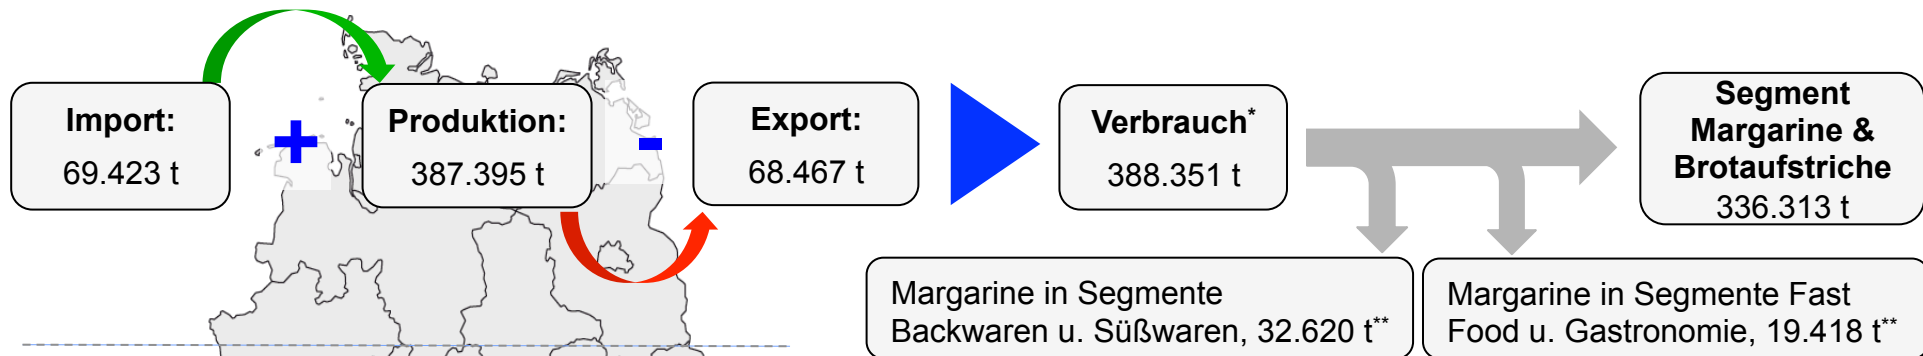 Import:
69.423 t
+
Produktion:
387.395 t
-
Export:
68.467 t
Verbrauch*
388.351 t
Segment
Margarine &
Brotaufstriche
336.313 t
Margarine in Segmente
Backwaren u. Süßwaren, 32.620 t**
Margarine in Segmente Fast
Food u. Gastronomie, 19.418 t**